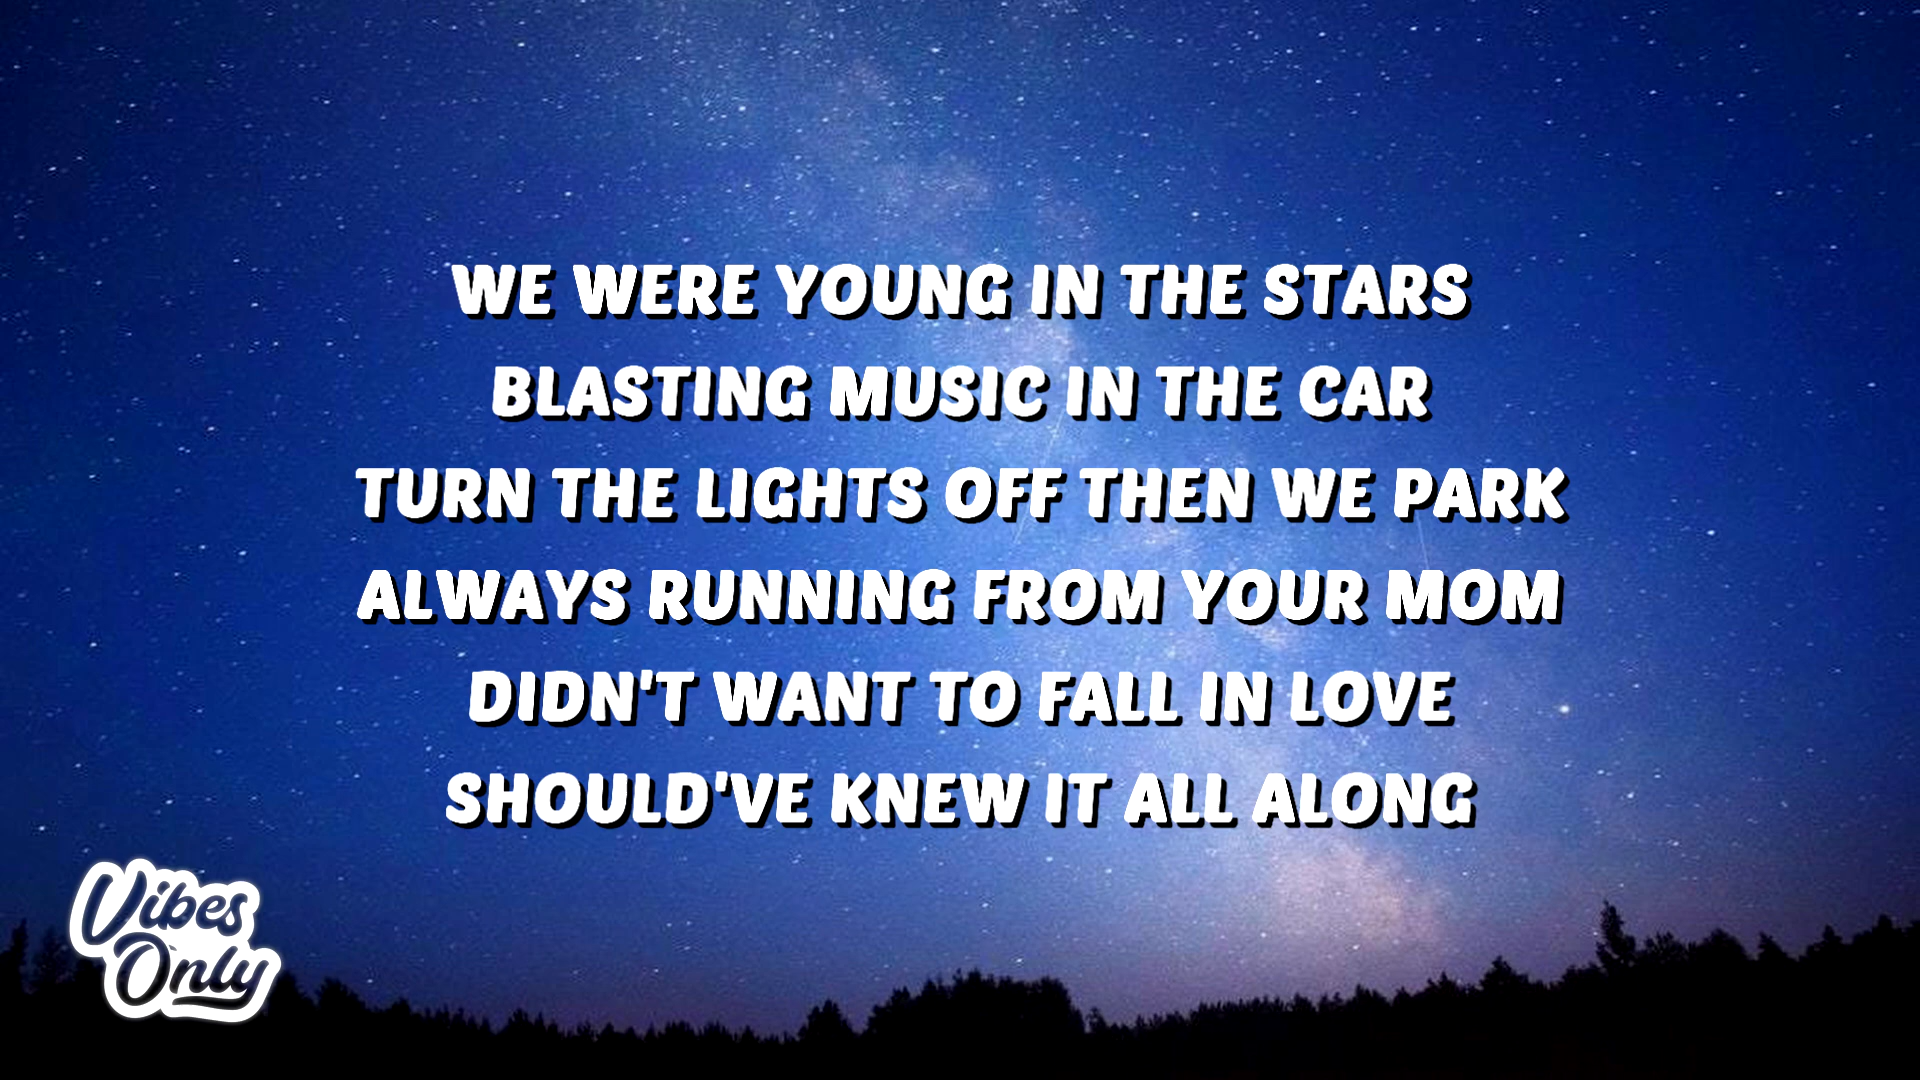 WE WERE YOUNG IN THE STARS
BLASTING MUSIC IN THE CAR
TURN THE LIGHTS OFF THEN WE PARK
ALWAYS RUNNING FROM YOUR MOM
DIDN'T WANT TO FALL IN LOVE
SHOULD'VE KNEW IT ALL ALONG
Vibes
Only